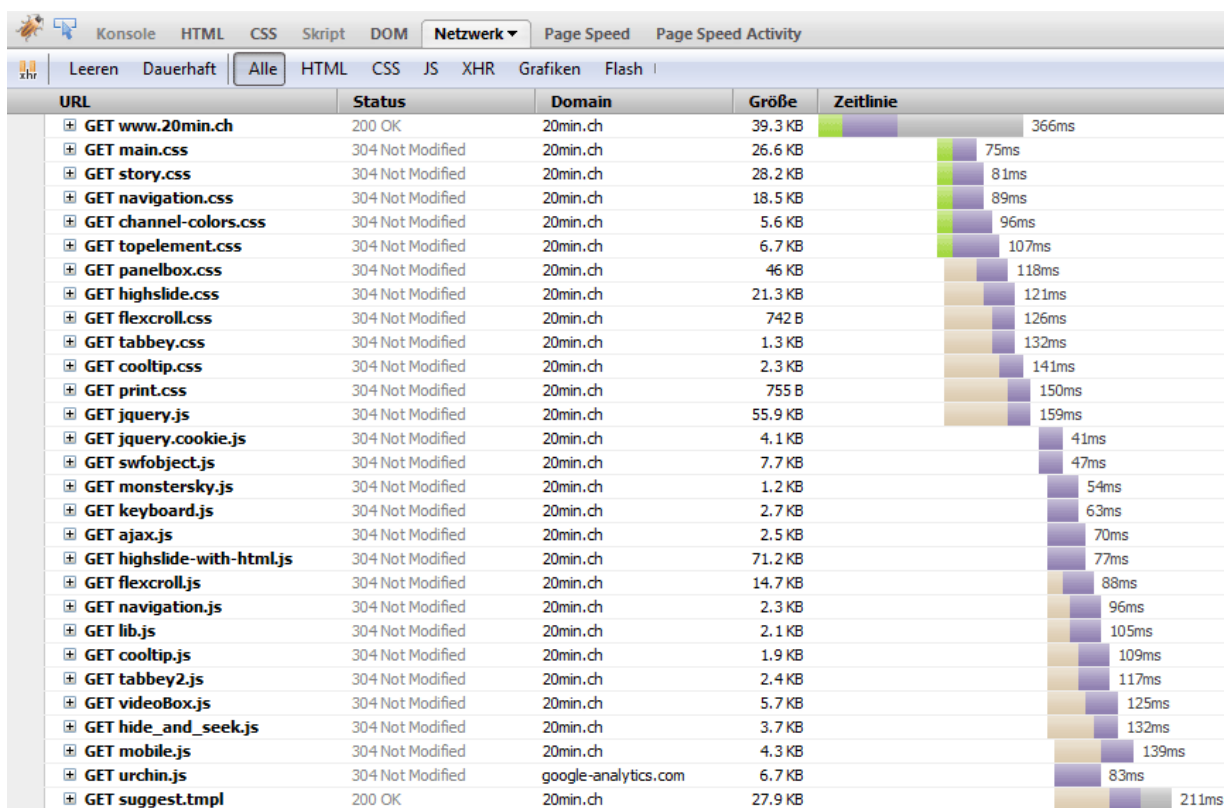 Konsole HTML CSS Skript DOM Netzwerk Page Speed Page Speed Activity
xhr Leeren Dauerhaft Alle HTML CSS JS XHR Grafiken Flash
URL Status Domain Größe Zeitlinie
GET www.20min.ch 200 OK 20min.ch 39.3 KB 366ms
GET main.css 304 Not Modified 20min.ch 26.6 KB 75ms
GET story.css 304 Not Modified 20min.ch 28.2 KB 81ms
GET navigation.css 304 Not Modified 20min.ch 18.5 KB 89ms
GET channel-colors.css 304 Not Modified 20min.ch 5.6 KB 96ms
GET topelement.css 304 Not Modified 20min.ch 6.7 KB 107ms
GET panelbox.css 304 Not Modified 20min.ch 46 KB 118ms
GET highslide.css 304 Not Modified 20min.ch 21.3 KB 121ms
GET flexcroll.css 304 Not Modified 20min.ch 742 B 126ms
GET tabbey.css 304 Not Modified 20min.ch 1.3 KB 132ms
GET cooltip.css 304 Not Modified 20min.ch 2.3 KB 141ms
GET print.css 304 Not Modified 20min.ch 755 B 150ms
GET jquery.js 304 Not Modified 20min.ch 55.9 KB 159ms
GET jquery.cookie.js 304 Not Modified 20min.ch 4.1 KB 41ms
GET swfobject.js 304 Not Modified 20min.ch 7.7 KB 47ms
GET monstersky.js 304 Not Modified 20min.ch 1.2 KB 54ms
GET keyboard.js 304 Not Modified 20min.ch 2.7 KB 63ms
GET ajax.js 304 Not Modified 20min.ch 2.5 KB 70ms
GET highslide-with-html.js 304 Not Modified 20min.ch 71.2 KB 77ms
GET flexcroll.js 304 Not Modified 20min.ch 14.7 KB 88ms
GET navigation.js 304 Not Modified 20min.ch 2.3 KB 96ms
GET lib.js 304 Not Modified 20min.ch 2.1 KB 105ms
GET cooltip.js 304 Not Modified 20min.ch 1.9 KB 109ms
GET tabbey2.js 304 Not Modified 20min.ch 2.4 KB 117ms
GET videoBox.js 304 Not Modified 20min.ch 5.7 KB 125ms
GET hide_and_seek.js 304 Not Modified 20min.ch 3.7 KB 132ms
GET mobile.js 304 Not Modified 20min.ch 4.3 KB 139ms
GET urchin.js 304 Not Modified google-analytics.com 6.7 KB 83ms
GET suggest.tmpl 200 OK 20min.ch 27.9 KB 211ms